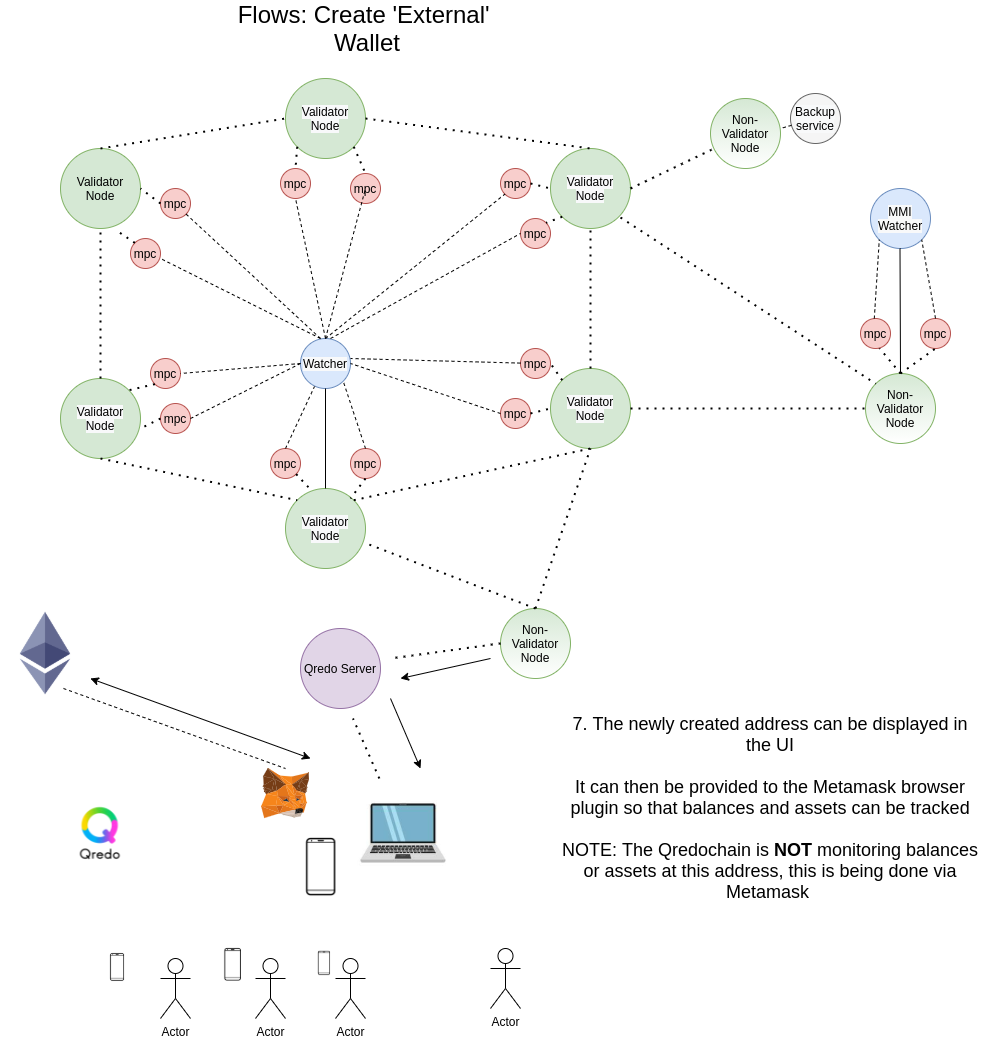 Flows: Create 'External'
Wallet
Validator
Node
Non-
Validator
Node
Backup
service
Validator
Node
Validator
Node
mpc
mpc
mpc
mpc
mpc
mpc
MMI
Watcher
mpc
mpc
Watcher
mpc
mpc
mpc
mpc
Validator
Node
Validator
Node
Non-
Validator
Node
mpc
mpc
Validator
Node
Non-
Validator
Node
Qredo Server
7. The newly created address can be displayed in
the UI
It can then be provided to the Metamask browser
plugin so that balances and assets can be tracked
NOTE: The Qredochain is NOT monitoring balances
or assets at this address, this is being done via
Metamask
Qredo
Actor
Actor
Actor
Actor